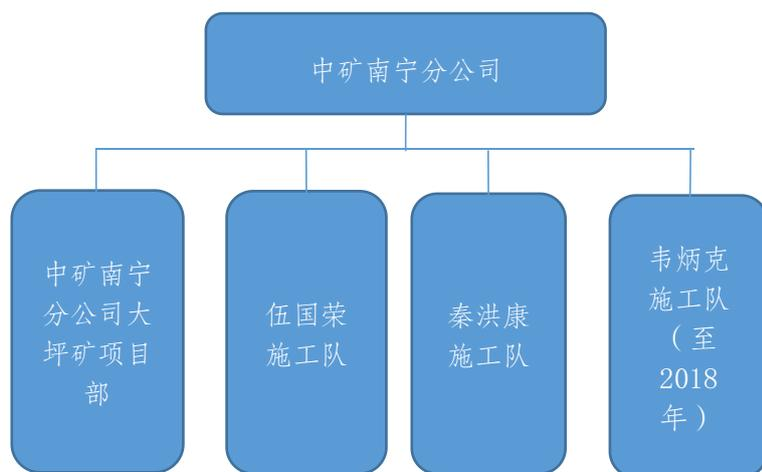 中矿南宁分公司
中矿南宁
分公司大
坪矿项目
部
伍国荣
施工队
秦洪康
施工队
韦炳克
施工队
（至
2018
年）